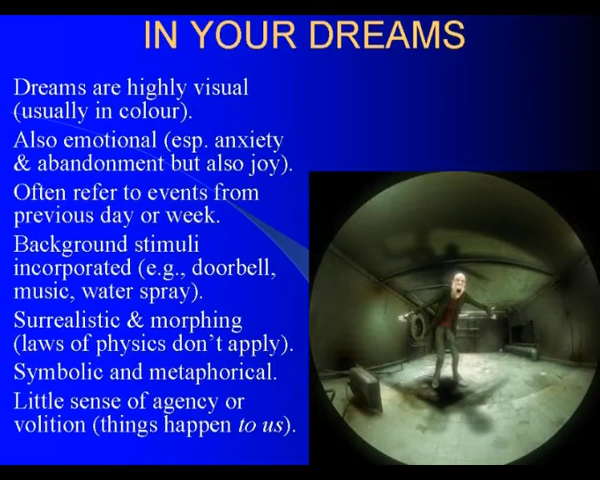 IN YOUR DREAMS
Dreams are highly visual
(usually in colour).
Also emotional (esp. anxiety
& abandonment but also joy).
Often refer to events from
previous day or week.
Background stimuli
incorporated (e.g., doorbell,
music, water spray).
Surrealistic & morphing
(laws of physics don't apply).
Symbolic and metaphorical.
Little sense of agency or
volition (things happen to us).